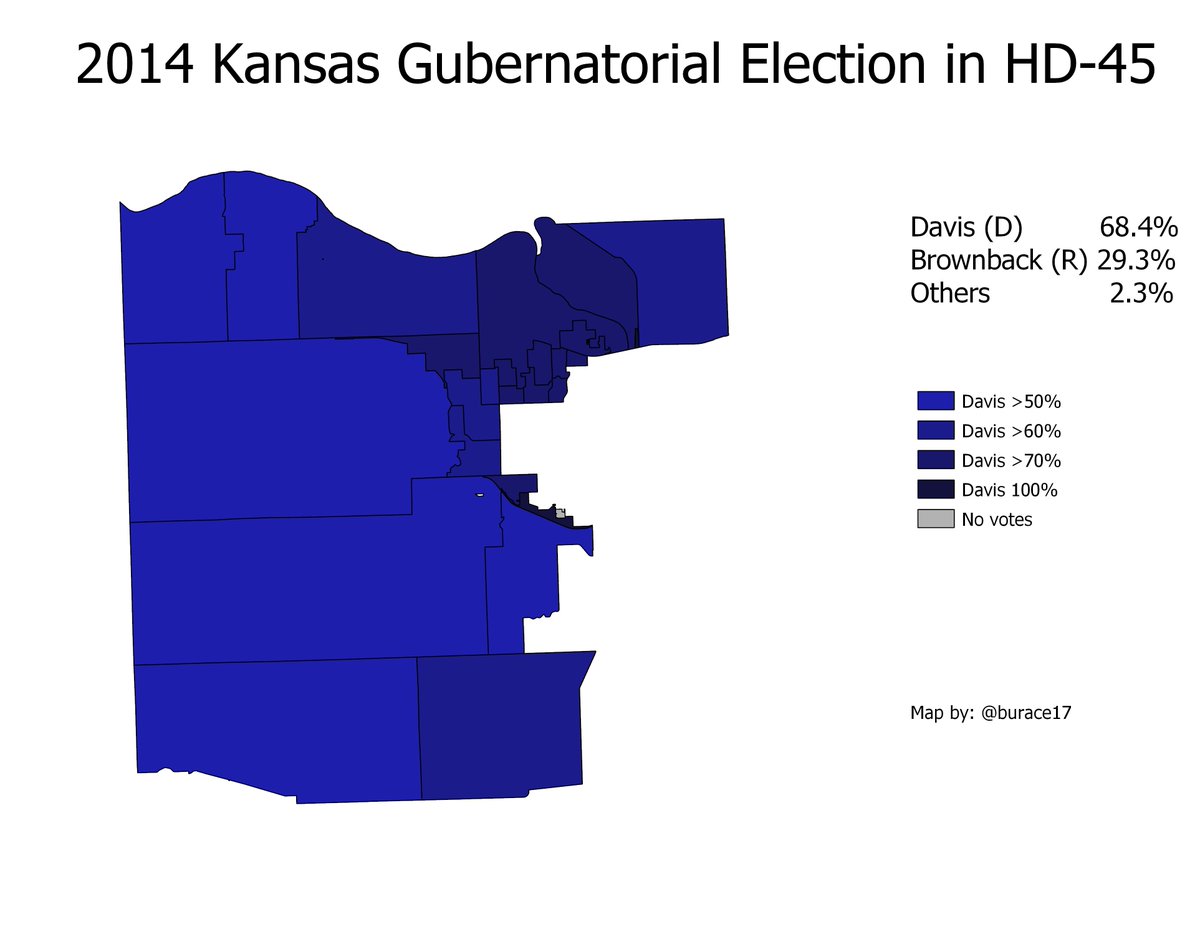 2014 Kansas Gubernatorial Election in HD-45
Davis (D) 68.4%
Brownback (R) 29.3%
Others 2.3%
Davis >50%
Davis >60%
Davis >70%
Davis 100%
No votes
Map by: @burace17